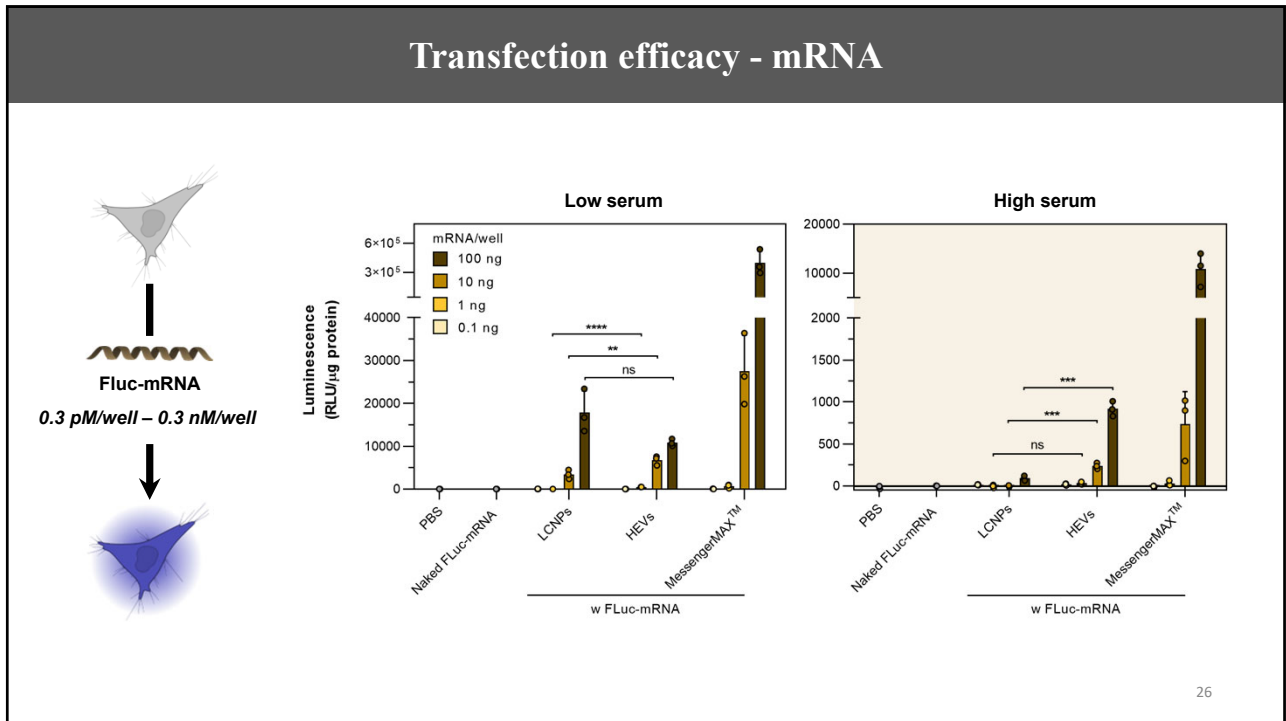 Transfection efficacy - mRNA
Fluc-mRNA
0.3 pM/well – 0.3 nM/well
Low serum
Luminescence
(RLU/µg protein)
6×10⁵
3×10⁵
40000
30000
20000
10000
0
mRNA/well
100 ng
10 ng
1 ng
0.1 ng
****
**
ns
PBS
Naked FLuc-mRNA
LCNPs
HEVs
MessengerMAX™
w FLuc-mRNA
High serum
20000
10000
2000
1500
1000
500
0
***
***
ns
PBS
Naked FLuc-mRNA
LCNPs
HEVs
MessengerMAX™
w FLuc-mRNA
26